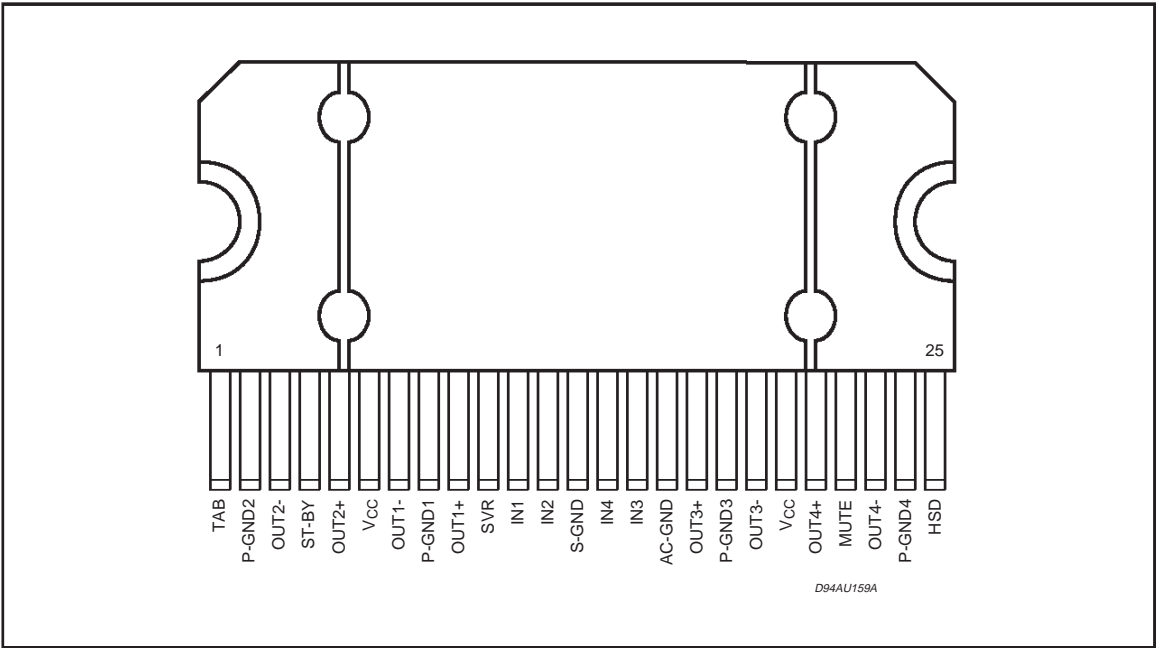 1
25
TAB
P-GND2
OUT2-
ST-BY
OUT2+
VCC
OUT1-
P-GND1
OUT1+
SVR
IN1
IN2
S-GND
IN4
IN3
AC-GND
OUT3+
P-GND3
OUT3-
VCC
OUT4+
MUTE
OUT4-
P-GND4
HSD
D94AU159A